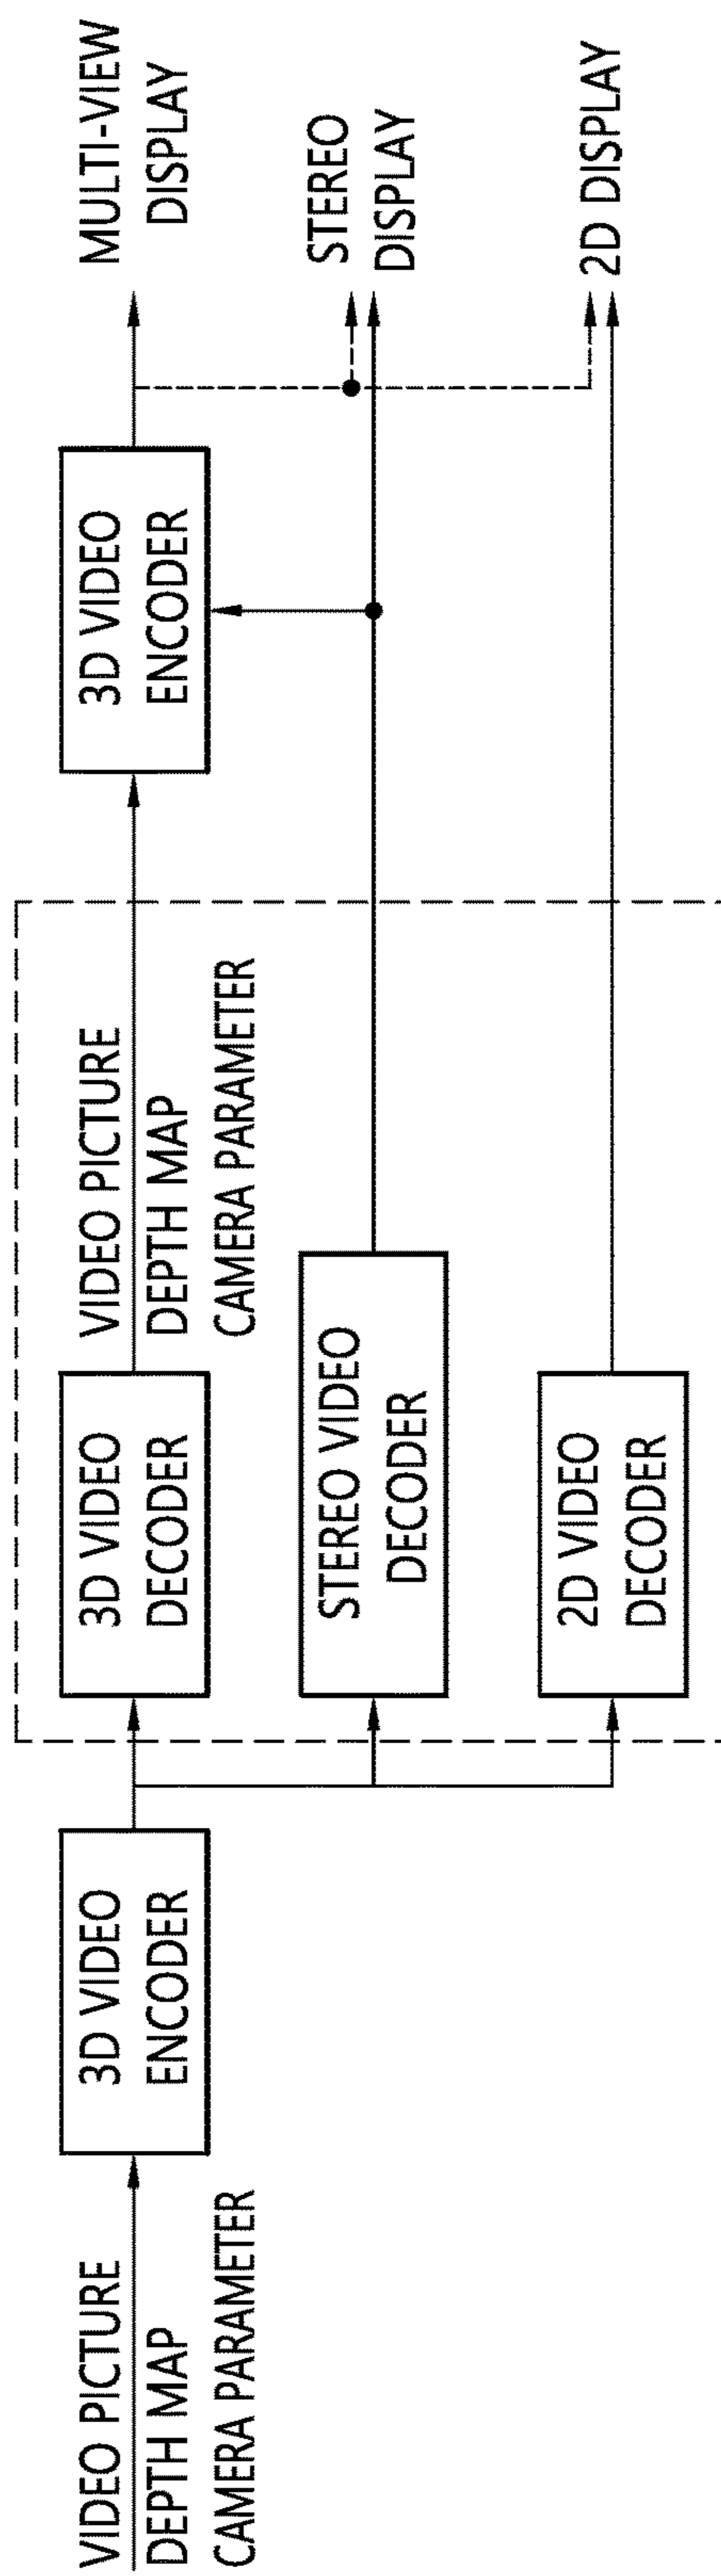 VIDEO PICTURE
DEPTH MAP
CAMERA PARAMETER
3D VIDEO
ENCODER
3D VIDEO
DECODER
STEREO VIDEO
DECODER
2D VIDEO
DECODER
VIDEO PICTURE
DEPTH MAP
CAMERA PARAMETER
3D VIDEO
ENCODER
MULTI-VIEW
DISPLAY
STEREO
DISPLAY
2D DISPLAY